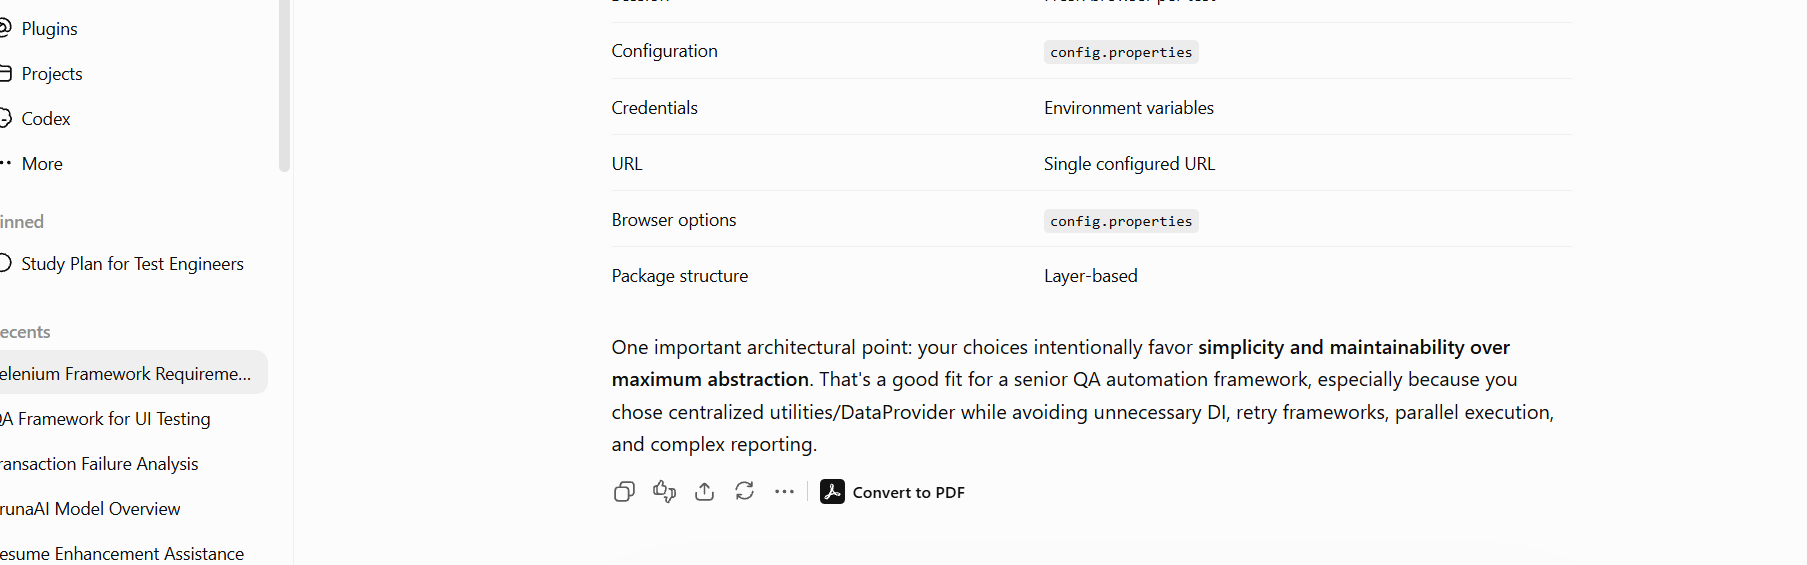 Plugins
Projects
Codex
More
inned
Study Plan for Test Engineers
ecents
elenium Framework Requireme...
QA Framework for UI Testing
ransaction Failure Analysis
runaAI Model Overview
esume Enhancement Assistance
Configuration config.properties
Credentials Environment variables
URL Single configured URL
Browser options config.properties
Package structure Layer-based
One important architectural point: your choices intentionally favor simplicity and maintainability over
maximum abstraction. That's a good fit for a senior QA automation framework, especially because you
chose centralized utilities/DataProvider while avoiding unnecessary DI, retry frameworks, parallel execution,
and complex reporting.
Convert to PDF